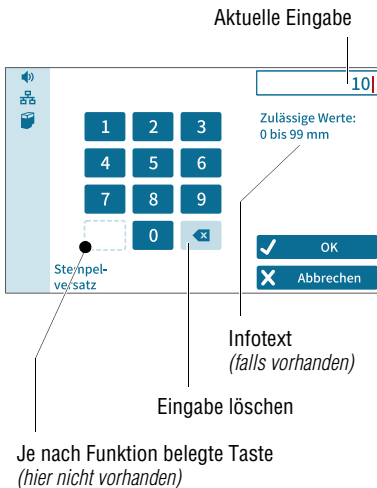 Aktuelle Eingabe
10
Zulässige Werte:
0 bis 99 mm
1 2 3
4 5 6
7 8 9
0
OK
Stempel-
versatz
Abbrechen
Infotext
(falls vorhanden)
Eingabe löschen
Je nach Funktion belegte Taste
(hier nicht vorhanden)